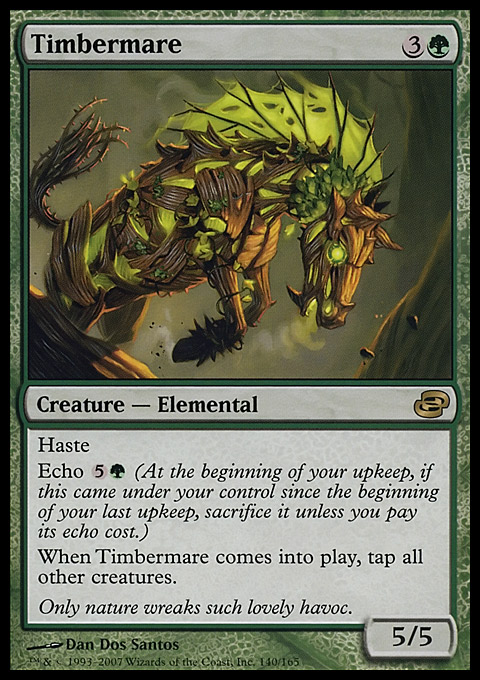 Timbermare 3
Creature — Elemental
Haste
Echo 5 (At the beginning of your upkeep, if
this came under your control since the beginning
of your last upkeep, sacrifice it unless you pay
its echo cost.)
When Timbermare comes into play, tap all
other creatures.
Only nature wreaks such lovely havoc.
5/5
Dan Dos Santos
™ & 1993–2007 Wizards of the Coast, Inc. 140/165